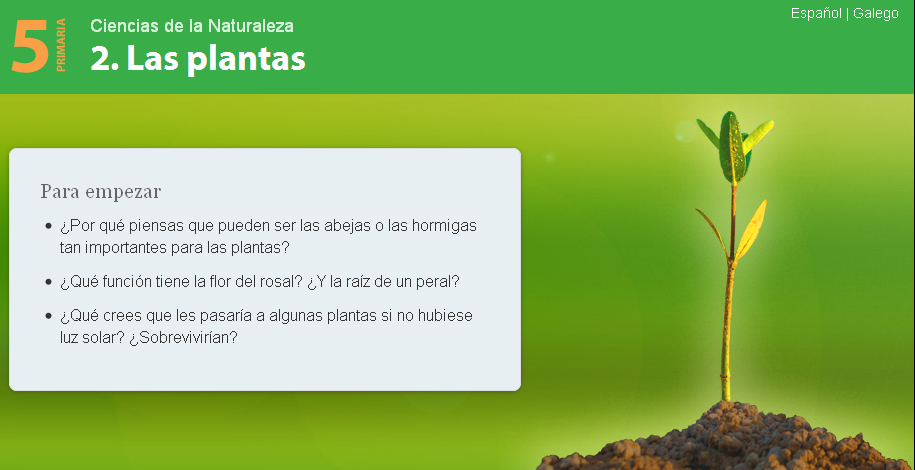 Español | Galego
5 PRIMARIA
Ciencias de la Naturaleza
2. Las plantas
Para empezar
• ¿Por qué piensas que pueden ser las abejas o las hormigas
tan importantes para las plantas?
• ¿Qué función tiene la flor del rosal? ¿Y la raíz de un peral?
• ¿Qué crees que les pasaría a algunas plantas si no hubiese
luz solar? ¿Sobrevivirían?